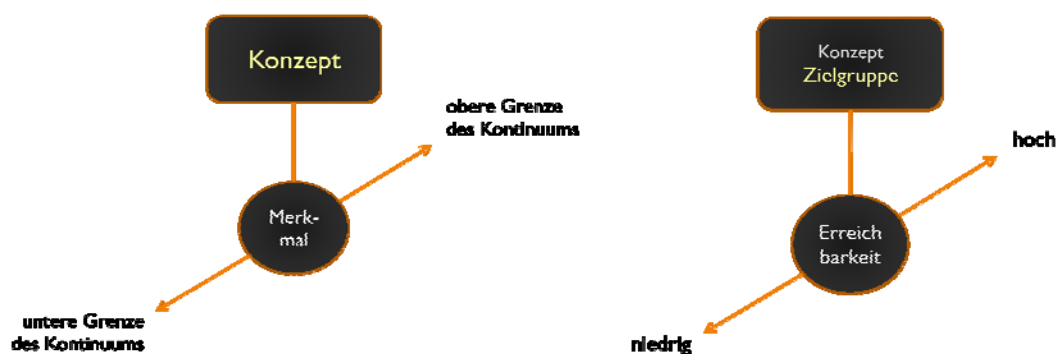 Konzept
obere Grenze
des Kontinuums
Merk-
mal
untere Grenze
des Kontinuums
Konzept
Zielgruppe
hoch
Erreich
barkeit
niedrig